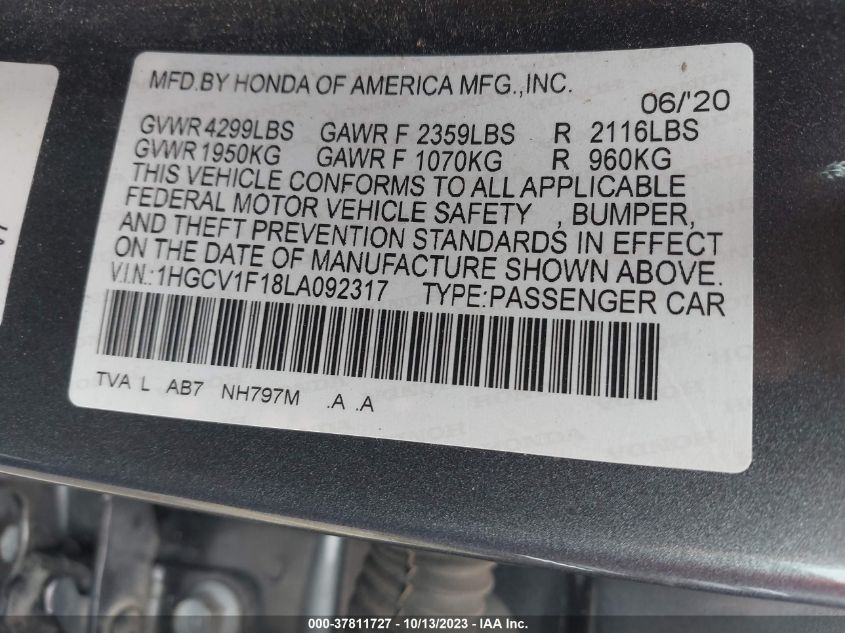 MFD.BY HONDA OF AMERICA MFG.,INC.
06/'20
GVWR 4299LBS GAWR F 2359LBS R 2116LBS
GVWR 1950KG GAWR F 1070KG R 960KG
THIS VEHICLE CONFORMS TO ALL APPLICABLE
FEDERAL MOTOR VEHICLE SAFETY , BUMPER,
AND THEFT PREVENTION STANDARDS IN EFFECT
ON THE DATE OF MANUFACTURE SHOWN ABOVE.
V.I.N.:1HGCV1F18LA092317 TYPE:PASSENGER CAR
TVA L AB7 NH797M .A .A
000-37811727 - 10/13/2023 - IAA Inc.